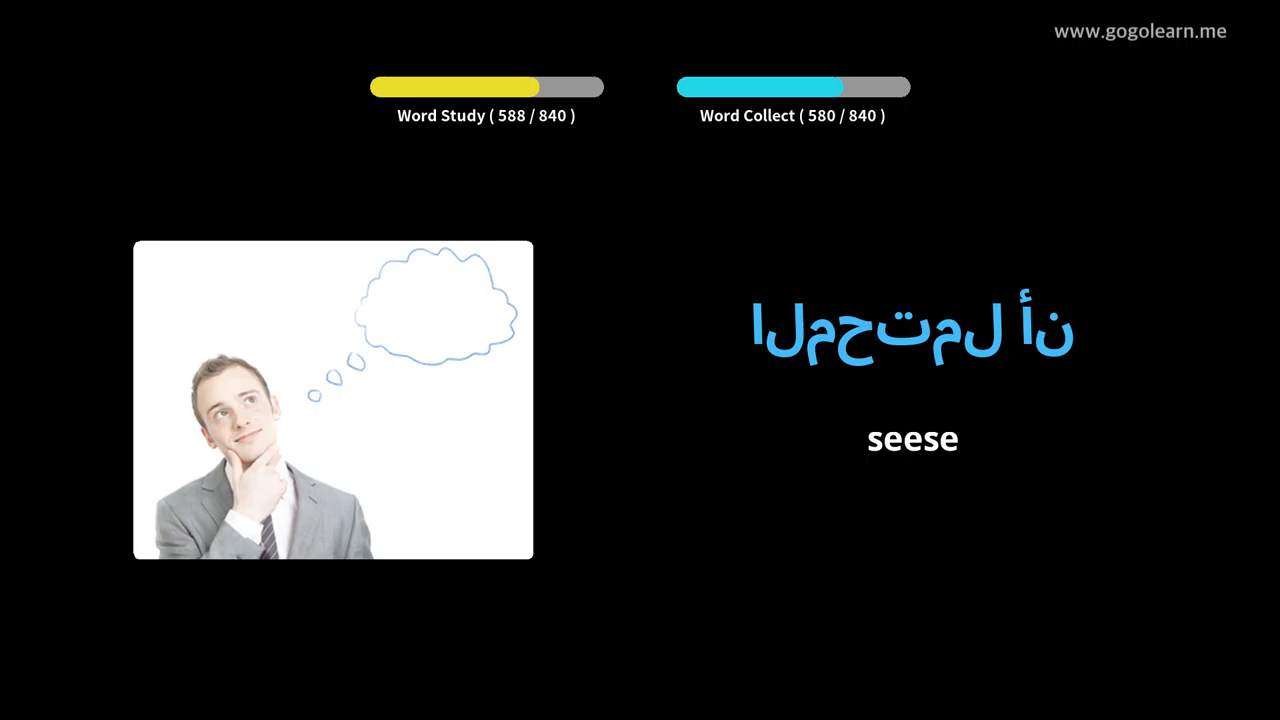 www.gogolearn.me
Word Study ( 588 / 840 )
Word Collect ( 580 / 840 )
المحتمل أن
seese